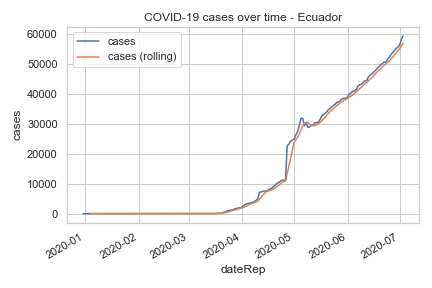 COVID-19 cases over time - Ecuador
cases
cases (rolling)
60000
50000
40000
30000
20000
10000
0
cases
2020-01
2020-02
2020-03
2020-04
2020-05
2020-06
2020-07
dateRep